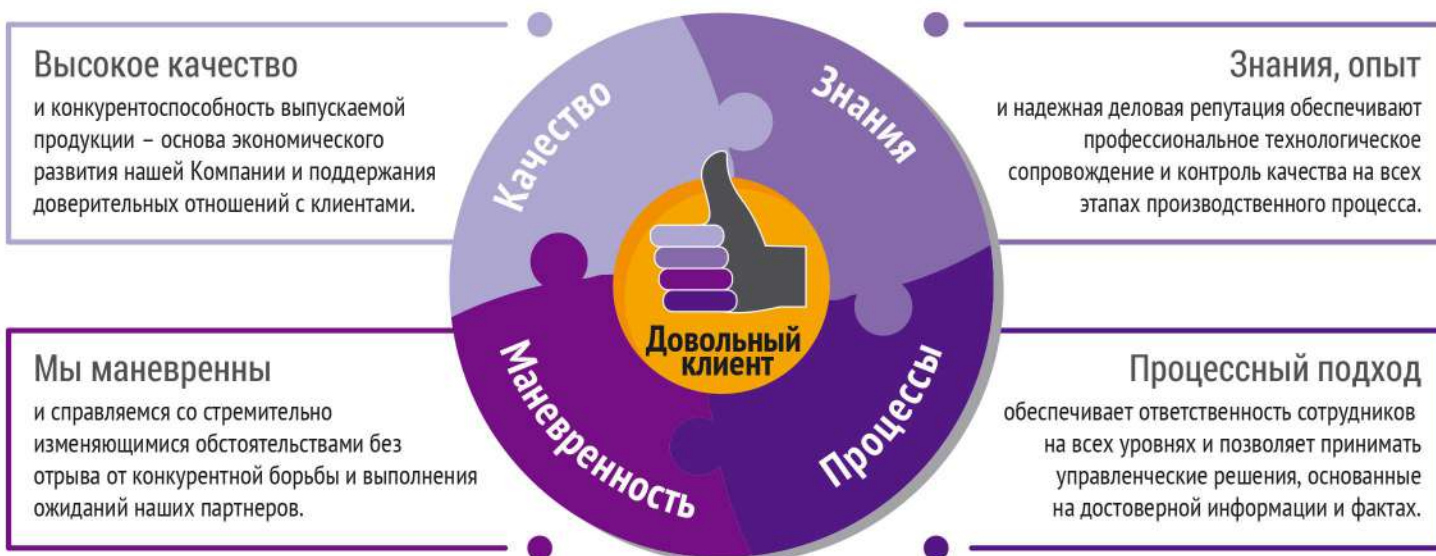 Высокое качество
и конкурентоспособность выпускаемой
продукции – основа экономического
развития нашей Компании и поддержания
доверительных отношений с клиентами.
Качество
Знания
Знания, опыт
и надежная деловая репутация обеспечивают
профессиональное технологическое
сопровождение и контроль качества на всех
этапах производственного процесса.
Довольный
клиент
Мы маневренны
и справляемся со стремительно
изменяющимися обстоятельствами без
отрыва от конкурентной борьбы и выполнения
ожиданий наших партнеров.
Маневренность
Процессы
Процессный подход
обеспечивает ответственность сотрудников
на всех уровнях и позволяет принимать
управленческие решения, основанные
на достоверной информации и фактах.